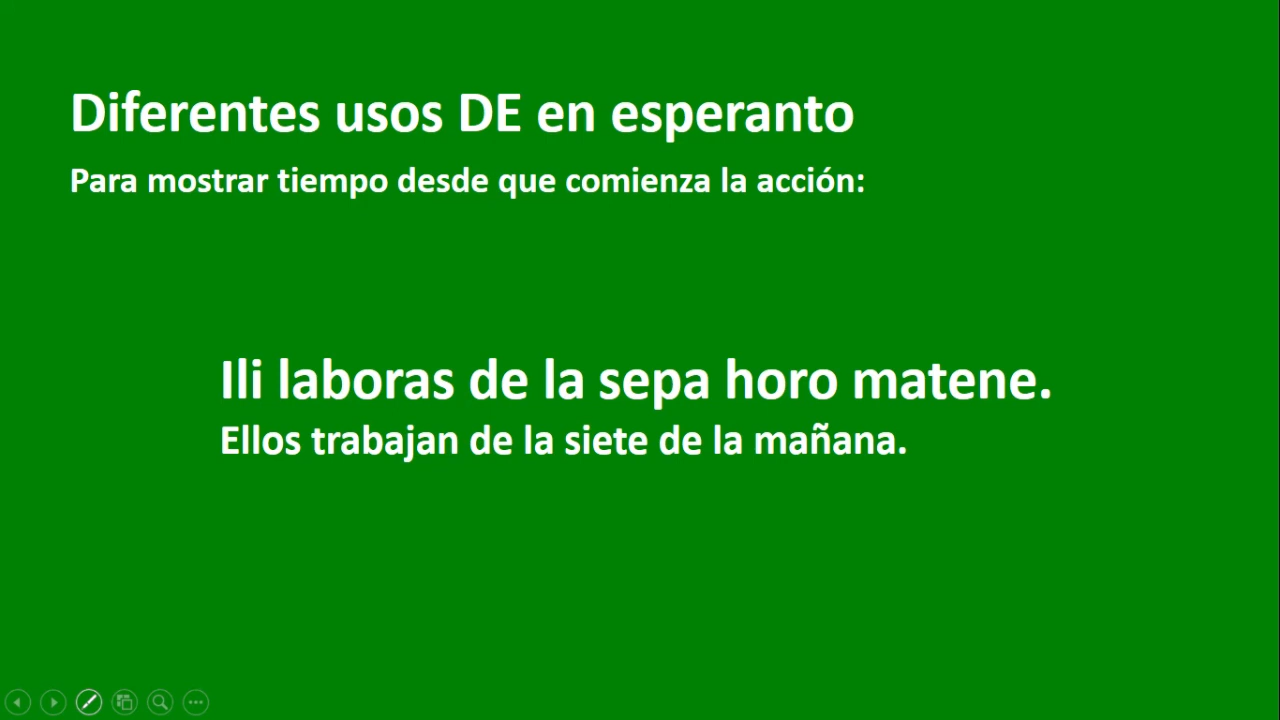 Diferentes usos DE en esperanto
Para mostrar tiempo desde que comienza la acción:
Ili laboras de la sepa horo matene.
Ellos trabajan de la siete de la mañana.